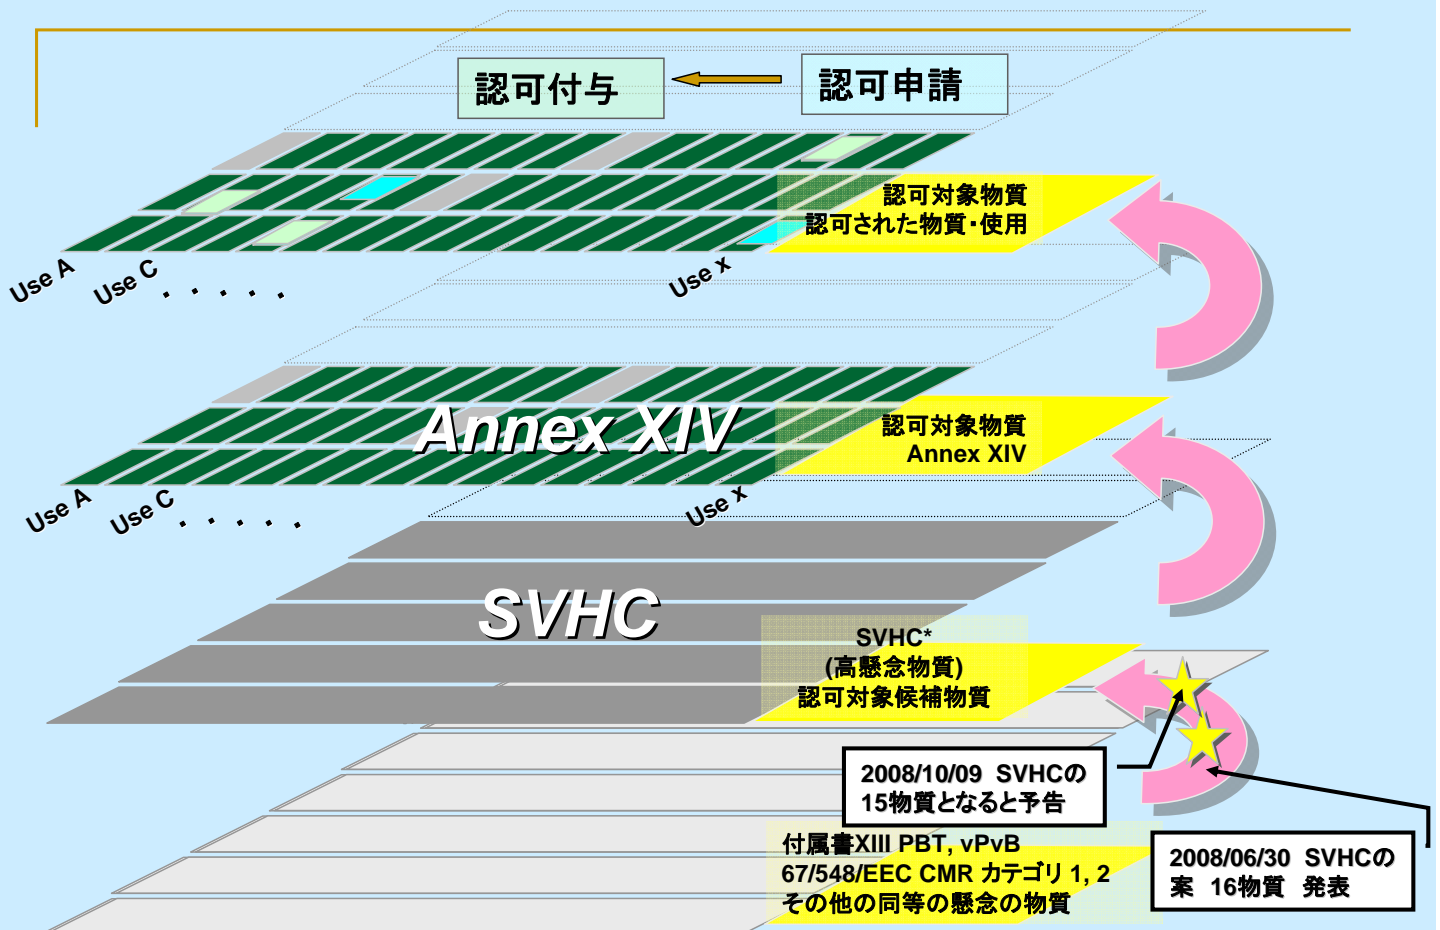 認可付与
認可申請
認可対象物質
認可された物質・使用
Use A
Use C
・・・・・
Use x
Annex XIV
認可対象物質
Annex XIV
Use A
Use C
・・・・・
Use x
SVHC
SVHC*
(高懸念物質)
認可対象候補物質
2008/10/09 SVHCの
15物質となると予告
付属書XIII PBT, vPvB
67/548/EEC CMR カテゴリ 1, 2
その他の同等の懸念の物質
2008/06/30 SVHCの
案 16物質 発表